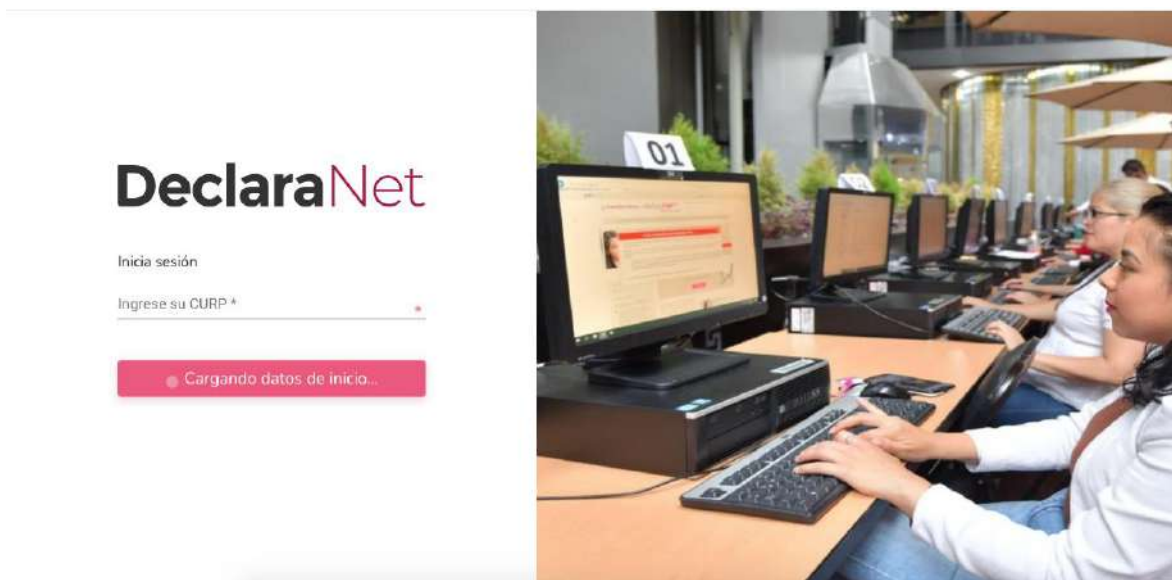 DeclaraNet
Inicia sesión
Ingrese su CURP *
*
Cargando datos de inicio...
01